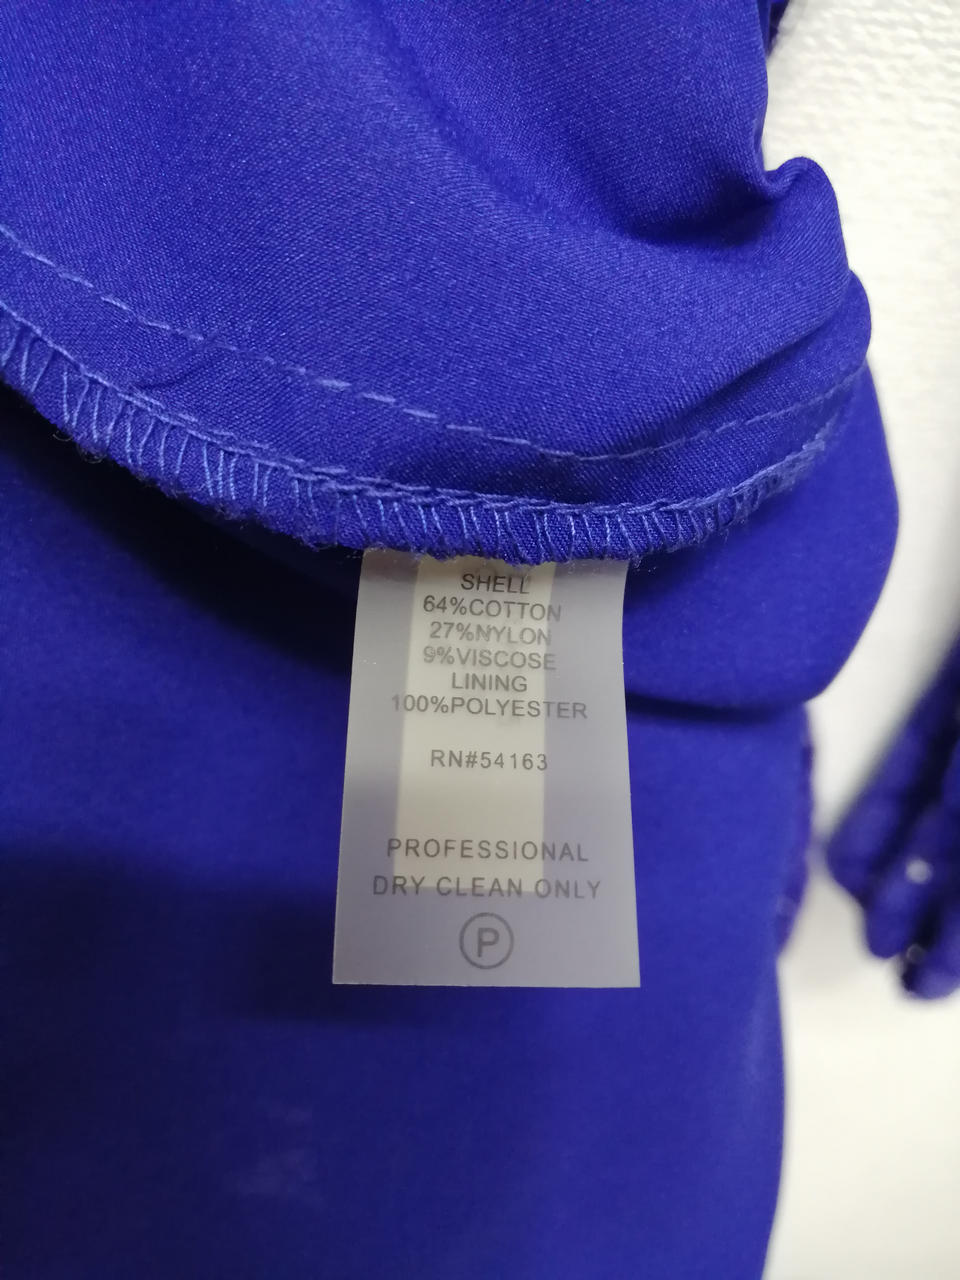 SHELL
64%COTTON
27%NYLON
9%VISCOSE
LINING
100%POLYESTER
RN#54163
PROFESSIONAL
DRY CLEAN ONLY
P